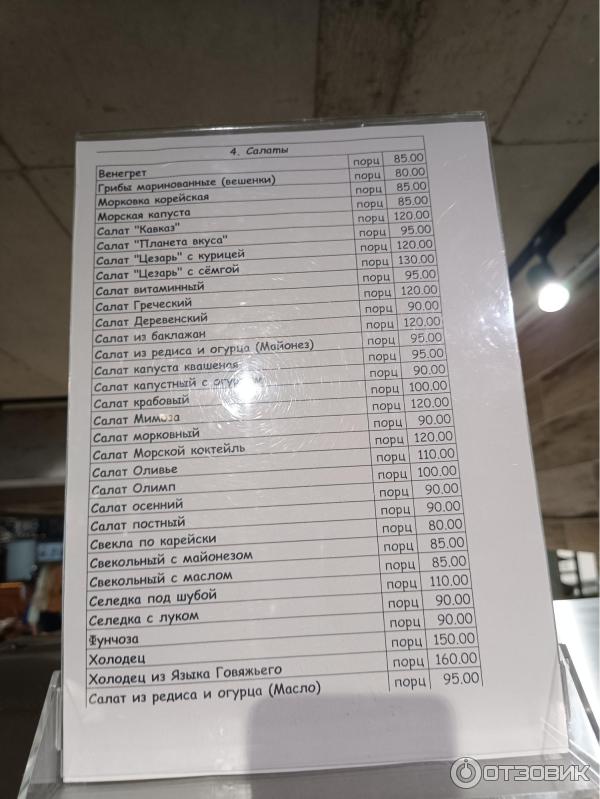 4. Салаты
Венегрет порц 85.00
Грибы маринованные (вешенки) порц 80.00
Морковка корейская порц 85.00
Морская капуста порц 85.00
Салат "Кавказ" порц 120.00
Салат "Планета вкуса" порц 95.00
Салат "Цезарь" с курицей порц 120.00
Салат "Цезарь" с сёмгой порц 130.00
Салат витаминный порц 95.00
Салат Греческий порц 120.00
Салат Деревенский порц 90.00
Салат из баклажан порц 120.00
Салат из редиса и огурца (Майонез) порц 95.00
Салат капуста квашеная порц 95.00
Салат капустный с порц 90.00
Салат крабовый порц 100.00
Салат Мимоза порц 120.00
Салат морковный порц 90.00
Салат Морской коктейль порц 120.00
Салат Оливье порц 110.00
Салат Олимп порц 100.00
Салат осенний порц 90.00
Салат постный порц 90.00
Свекла по карейски порц 80.00
Свекольный с майонезом порц 85.00
Свекольный с маслом порц 85.00
Селедка под шубой порц 110.00
Селедка с луком порц 90.00
Фунчоза порц 90.00
Холодец порц 150.00
Холодец из Языка Говяжьего порц 160.00
Салат из редиса и огурца (Масло) порц 95.00
ОТЗОВИК